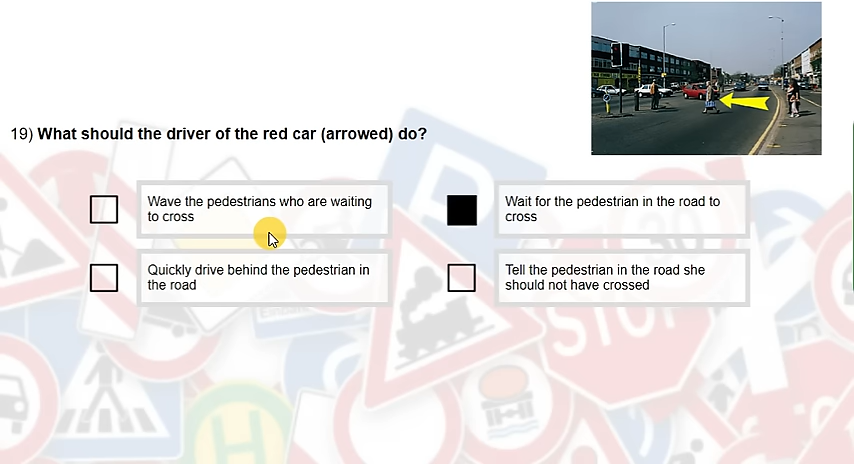 19) What should the driver of the red car (arrowed) do?
Wave the pedestrians who are waiting
to cross
Wait for the pedestrian in the road to
cross
Quickly drive behind the pedestrian in
the road
Tell the pedestrian in the road she
should not have crossed
STOP
30
P
H